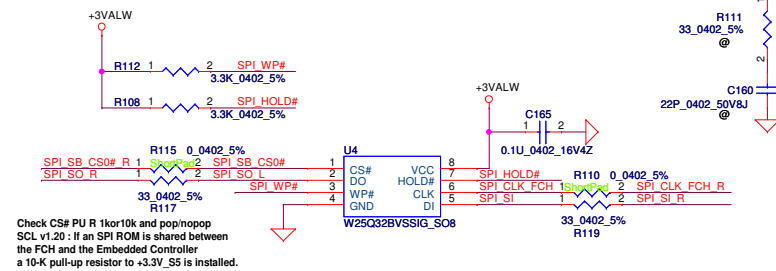 +3VALW
R112 1 2 SPI_WP#
3.3K_0402_5%
R108 1 2 SPI_HOLD#
3.3K_0402_5%
R111
33_0402_5%
@
2
C160
22P_0402_50V8J
@
+3VALW
C165
1 2
0.1U_0402_16V4Z
R115 0_0402_5%
SPI_SB_CS0#_R 1 ShortPad 2 SPI_SB_CS0# 1
SPI_SO_R 1 2 SPI_SO_L 2
33_0402_5%
R117
SPI_WP# 3
4
U4
CS# VCC 8
DO HOLD# 7 SPI_HOLD#
WP# CLK 6 SPI_CLK_FCH
GND DI 5 SPI_SI
W25Q32BVSSIG_SO8
R110 0_0402_5%
1 ShortPad 2 SPI_CLK_FCH_R
1 2 SPI_SI_R
33_0402_5%
R119
Check CS# PU R 1kor10k and pop/nopop
SCL v1.20 : If an SPI ROM is shared between
the FCH and the Embedded Controller
a 10-K pull-up resistor to +3.3V_S5 is installed.